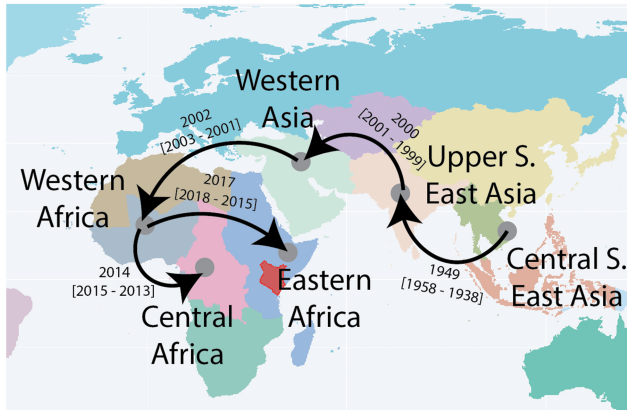 Western
Asia
2002
[2003 - 2001]
2000
[2001 - 1999]
Upper S.
East Asia
Western
Africa
2017
[2018 - 2015]
2014
[2015 - 2013]
Eastern
Africa
1949
[1958 - 1938]
Central S.
East Asia
Central
Africa